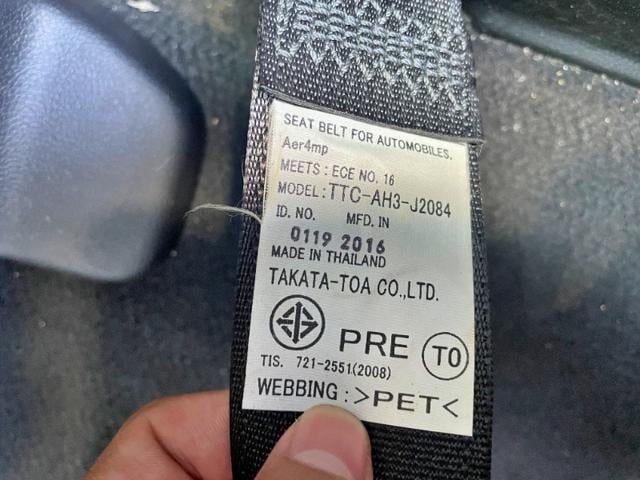 SEAT BELT FOR AUTOMOBILES.
Aer4mp
MEETS : ECE NO. 16
MODEL : TTC-AH3-J2084
ID. NO. MFD. IN
0119 2016
MADE IN THAILAND
TAKATA-TOA CO.,LTD.
PRE TO
TIS. 721-2551(2008)
WEBBING : >PET<